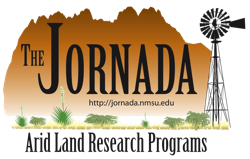 THE JORNADA
http://jornada.nmsu.edu
Arid Land Research Programs